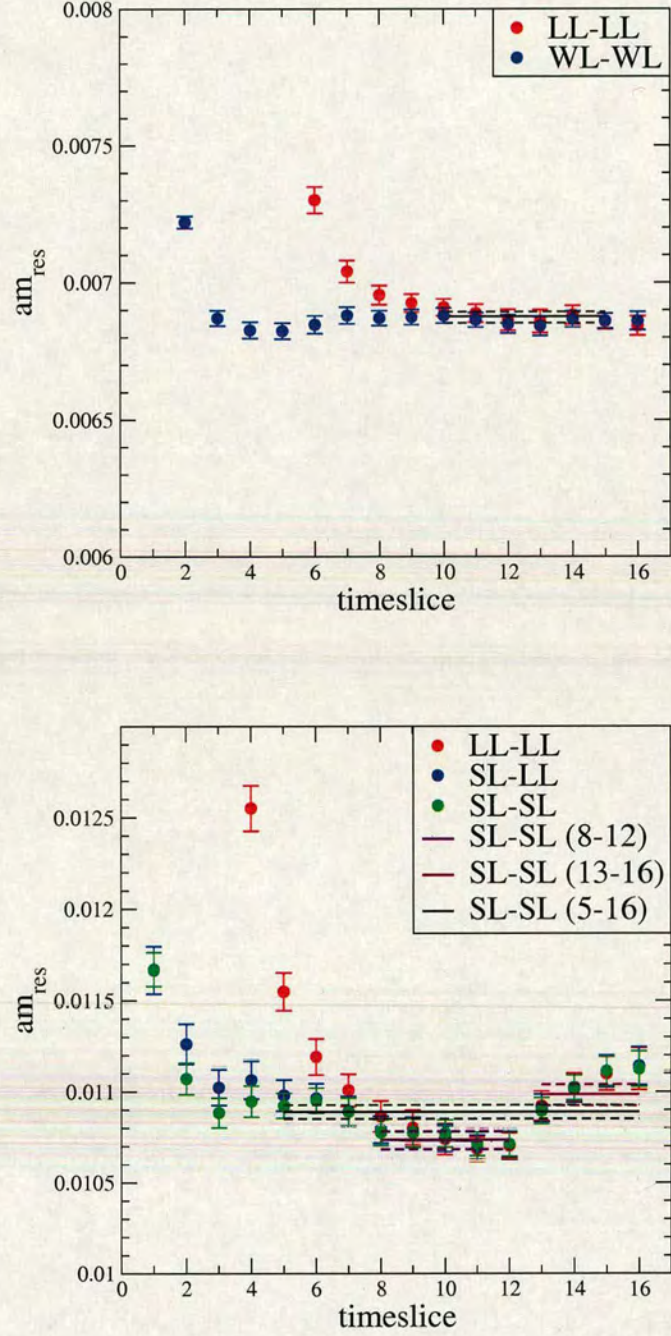 0.008
LL-LL
WL-WL
0.0075
0.007
am_res
0.0065
0.006
0 2 4 6 8 10 12 14 16
timeslice
LL-LL
SL-LL
SL-SL
SL-SL (8-12)
SL-SL (13-16)
SL-SL (5-16)
0.0125
0.012
0.0115
am_res
0.011
0.0105
0.01
0 2 4 6 8 10 12 14 16
timeslice